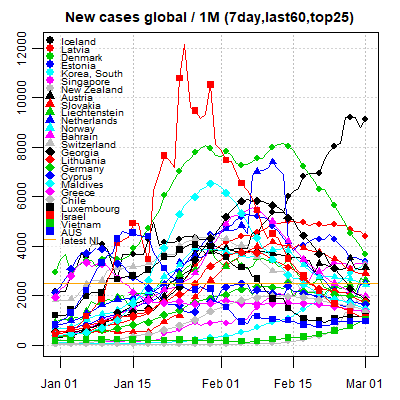 New cases global / 1M (7day,last60,top25)
12000
10000
8000
6000
4000
2000
0
Iceland
Latvia
Denmark
Estonia
Korea, South
Singapore
New Zealand
Austria
Slovakia
Liechtenstein
Netherlands
Norway
Bahrain
Switzerland
Georgia
Lithuania
Germany
Cyprus
Maldives
Greece
Chile
Luxembourg
Israel
Vietnam
AUS
latest NL
Jan 01 Jan 15 Feb 01 Feb 15 Mar 01